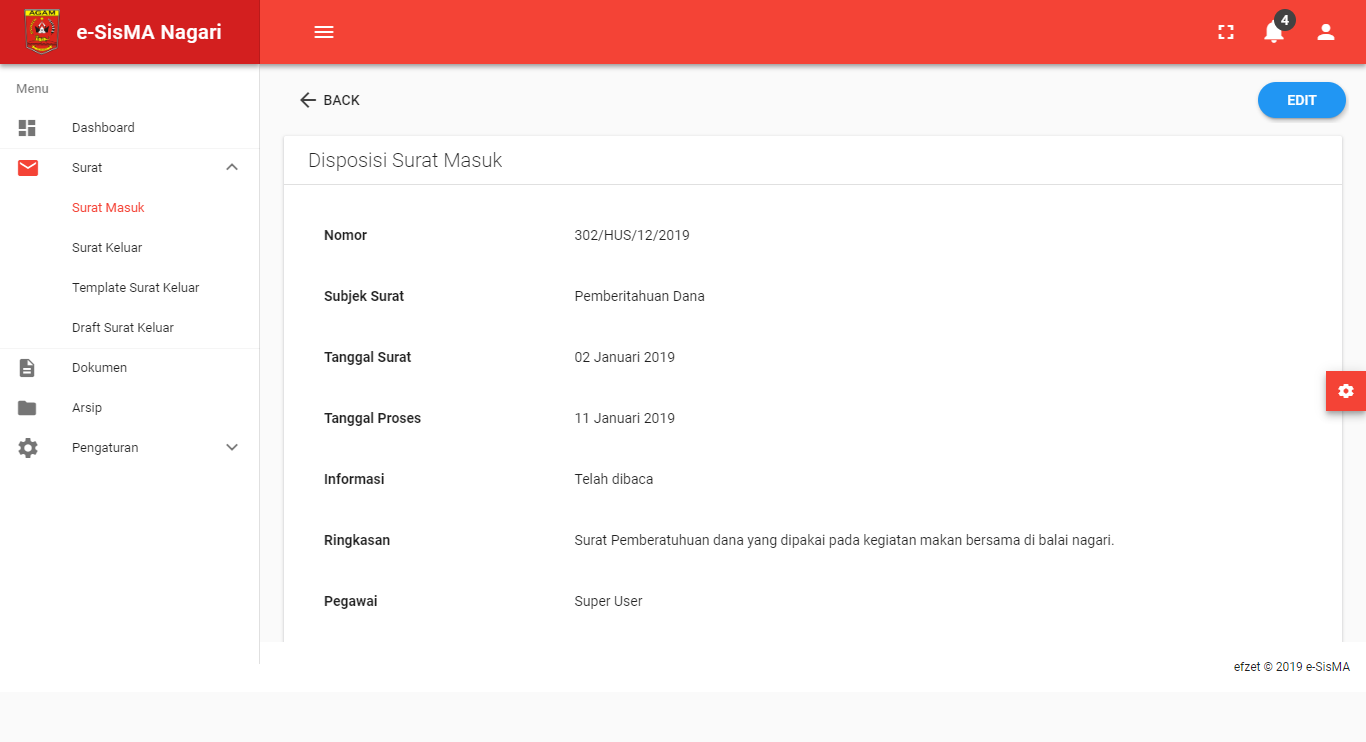 AGAM
e-SisMA Nagari
4
Menu
Dashboard
Surat
Surat Masuk
Surat Keluar
Template Surat Keluar
Draft Surat Keluar
Dokumen
Arsip
Pengaturan
BACK
EDIT
Disposisi Surat Masuk
Nomor 302/HUS/12/2019
Subjek Surat Pemberitahuan Dana
Tanggal Surat 02 Januari 2019
Tanggal Proses 11 Januari 2019
Informasi Telah dibaca
Ringkasan Surat Pemberatuhuan dana yang dipakai pada kegiatan makan bersama di balai nagari.
Pegawai Super User
efzet © 2019 e-SisMA